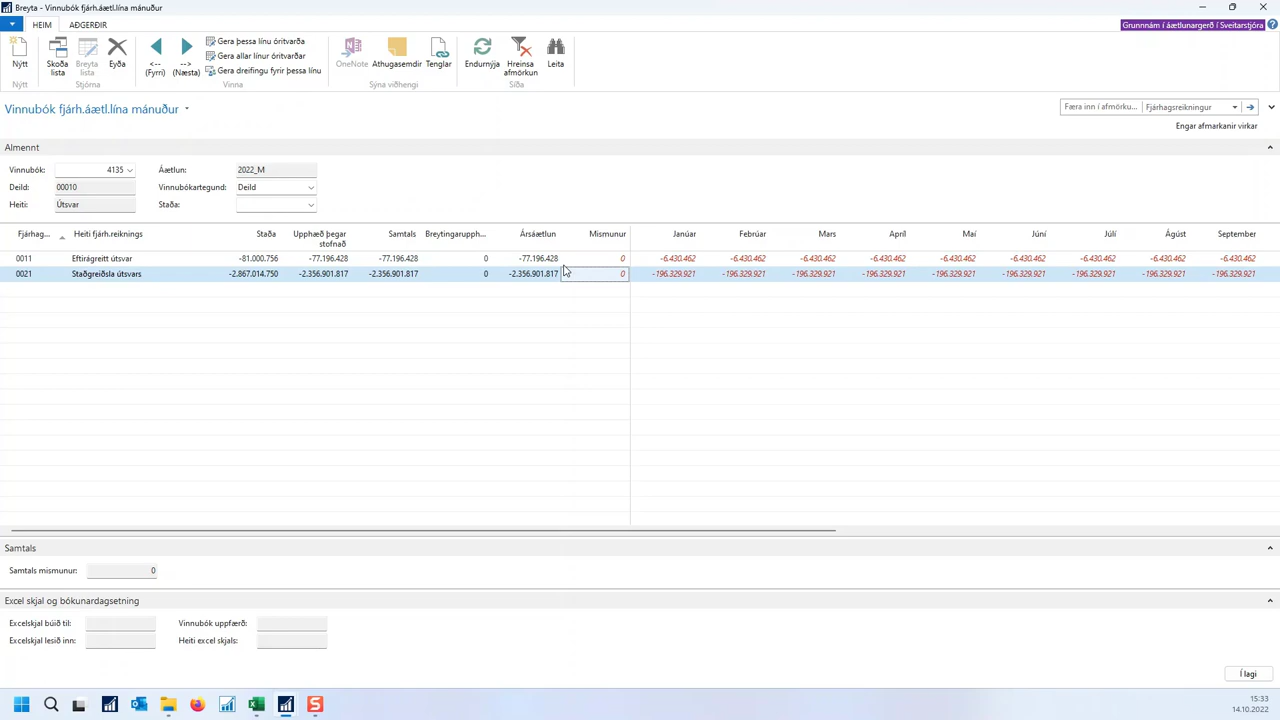 Breyta - Vinnubók fjárh.áætl.lína mánuður
HEIM AÐGERÐIR
Grunnnám í áætlunargerð í Sveitarstjóra
Nýtt
Skoða lista
Breyta lista
Eyða
<-- (Fyrri)
--> (Næsta)
Gera þessa línu óritvarða
Gera allar línur óritvarðar
Gera dreifingu fyrir þessa línu
OneNote
Athugasemdir
Tenglar
Endurnýja
Hreinsa afmörkun
Leita
Nýtt
Stjórna
Vinna
Sýna viðhengi
Síða
Vinnubók fjárh.áætl.lína mánuður
Færa inn í afmörku... Fjárhagsreikningur
Engar afmarkanir virkar
Almennt
Vinnubók: 4135 Áætlun: 2022_M
Deild: 00010 Vinnubókartegund: Deild
Heiti: Útsvar Staða:
Fjárhag... Heiti fjárh.reiknings Staða Upphæð þegar stofnað Samtals Breytingarupph... Ársáætlun Mismunur Janúar Febrúar Mars Apríl Maí Júní Júlí Ágúst September
0011 Eftirágreitt útsvar -81.000.756 -77.196.428 -77.196.428 0 -77.196.428 0 -6.430.462 -6.430.462 -6.430.462 -6.430.462 -6.430.462 -6.430.462 -6.430.462 -6.430.462 -6.430.462
0021 Staðgreiðsla útsvars -2.867.014.750 -2.356.901.817 -2.356.901.817 0 -2.356.901.817 0 -196.329.921 -196.329.921 -196.329.921 -196.329.921 -196.329.921 -196.329.921 -196.329.921 -196.329.921 -196.329.921
Samtals
Samtals mismunur: 0
Excel skjal og bókunardagsetning
Excelskjal búið til: Vinnubók uppfærð:
Excelskjal lesið inn: Heiti excel skjals:
Í lagi
15:33
14.10.2022